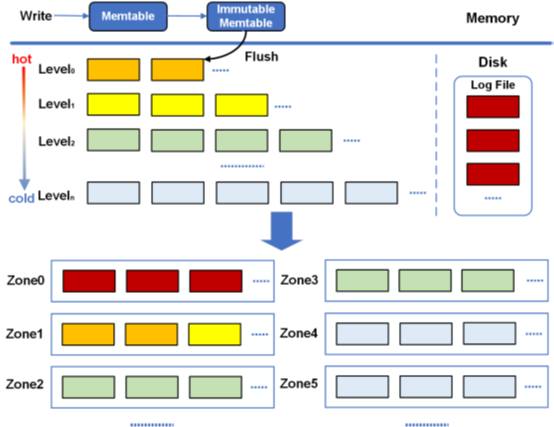 Write
Memtable
Immutable
Memtable
Memory
Flush
hot
Level₀
Level₁
Level₂
Levelₙ
cold
Disk
Log File
Zone0
Zone3
Zone1
Zone4
Zone2
Zone5